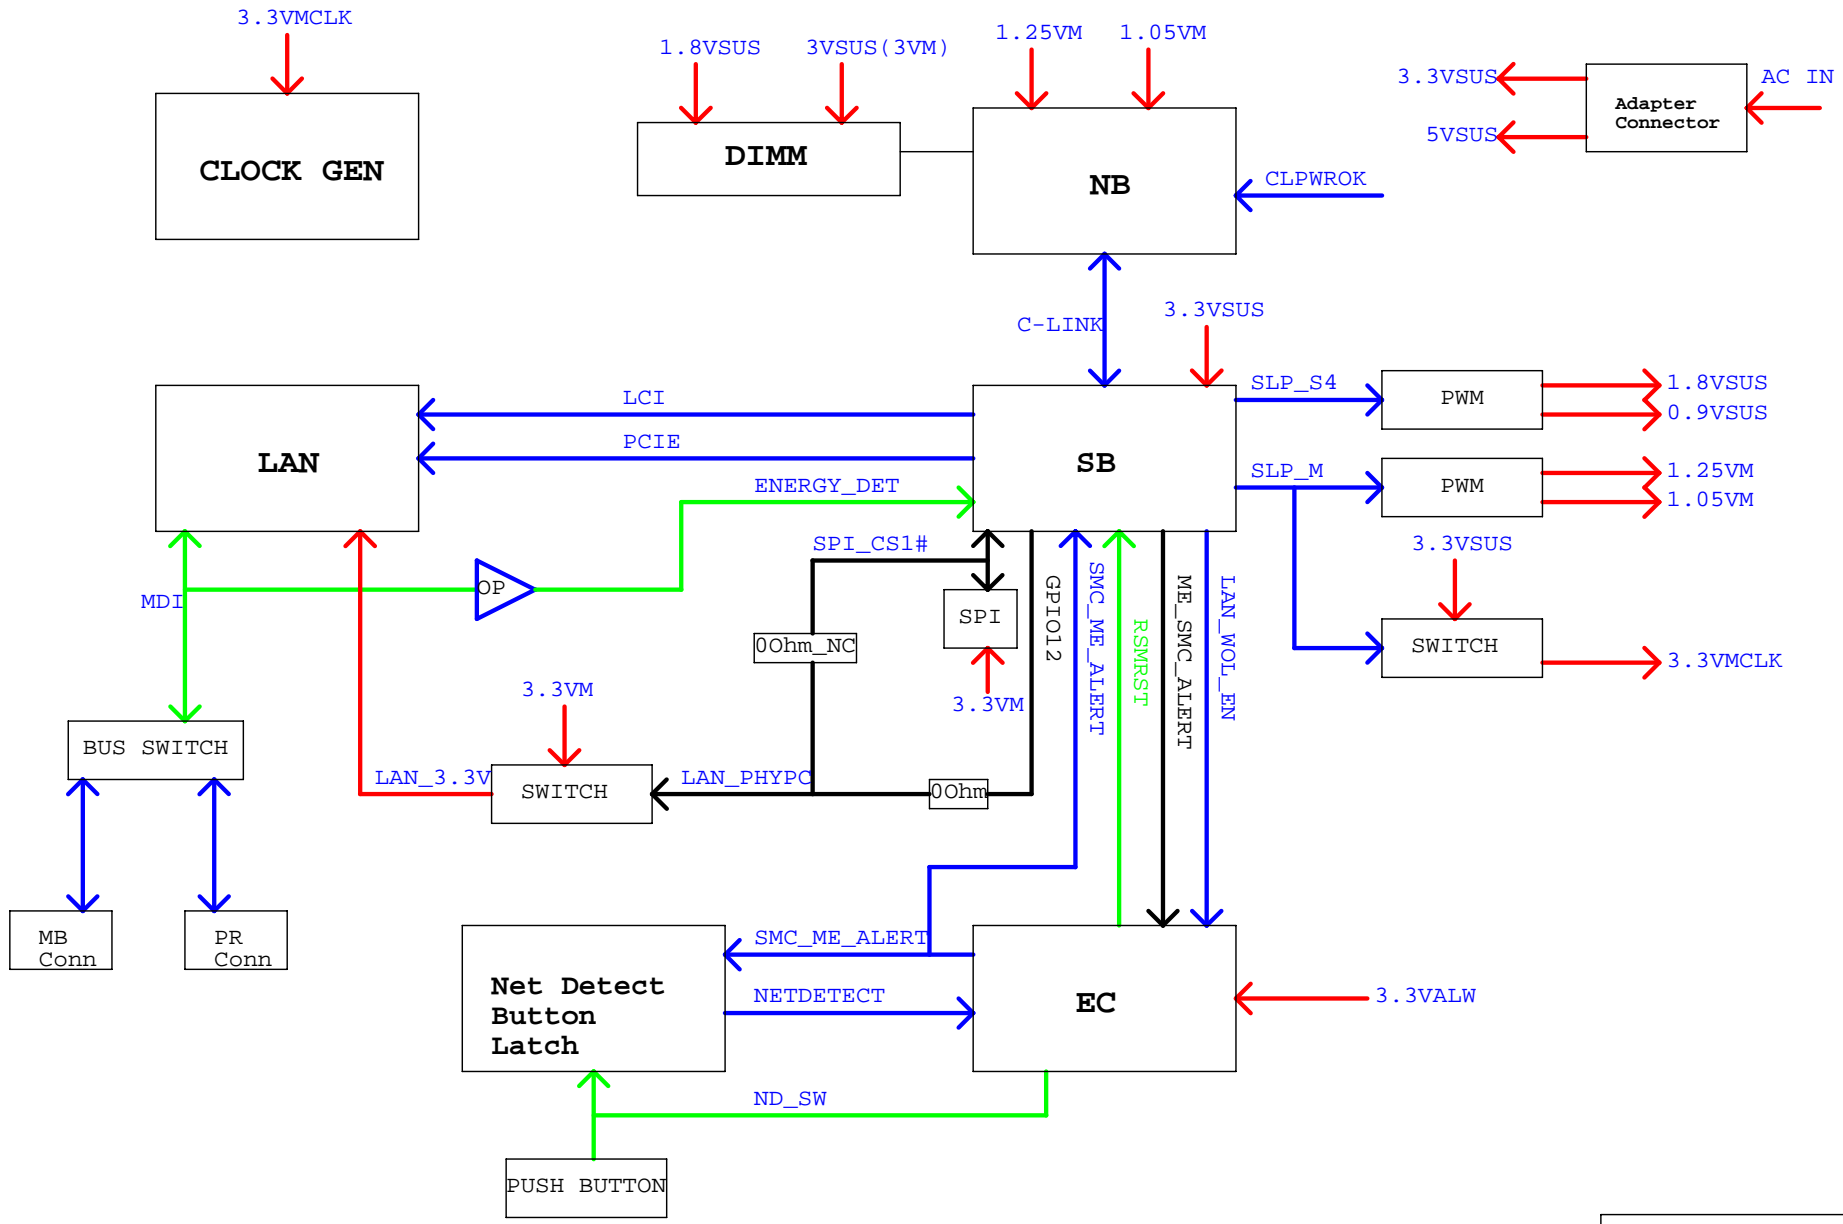 3.3VMCLK
1.8VSUS
3VSUS(3VM)
1.25VM
1.05VM
3.3VSUS
5VSUS
Adapter
Connector
AC IN
CLOCK GEN
DIMM
NB
CLPWROK
C-LINK
3.3VSUS
LAN
LCI
PCIE
ENERGY_DET
SB
SLP_S4
PWM
1.8VSUS
0.9VSUS
SLP_M
PWM
1.25VM
1.05VM
3.3VSUS
SWITCH
3.3VMCLK
MDI
OP
SPI_CS1#
0Ohm_NC
SPI
3.3VM
GPIO12
SMC_ME_ALERT
RSMRST
ME_SMC_ALERT
LAN_WOL_EN
BUS SWITCH
3.3VM
LAN_3.3V
SWITCH
LAN_PHYPC
0Ohm
MB
Conn
PR
Conn
Net Detect
Button
Latch
SMC_ME_ALERT
NETDETECT
EC
3.3VALW
ND_SW
PUSH BUTTON